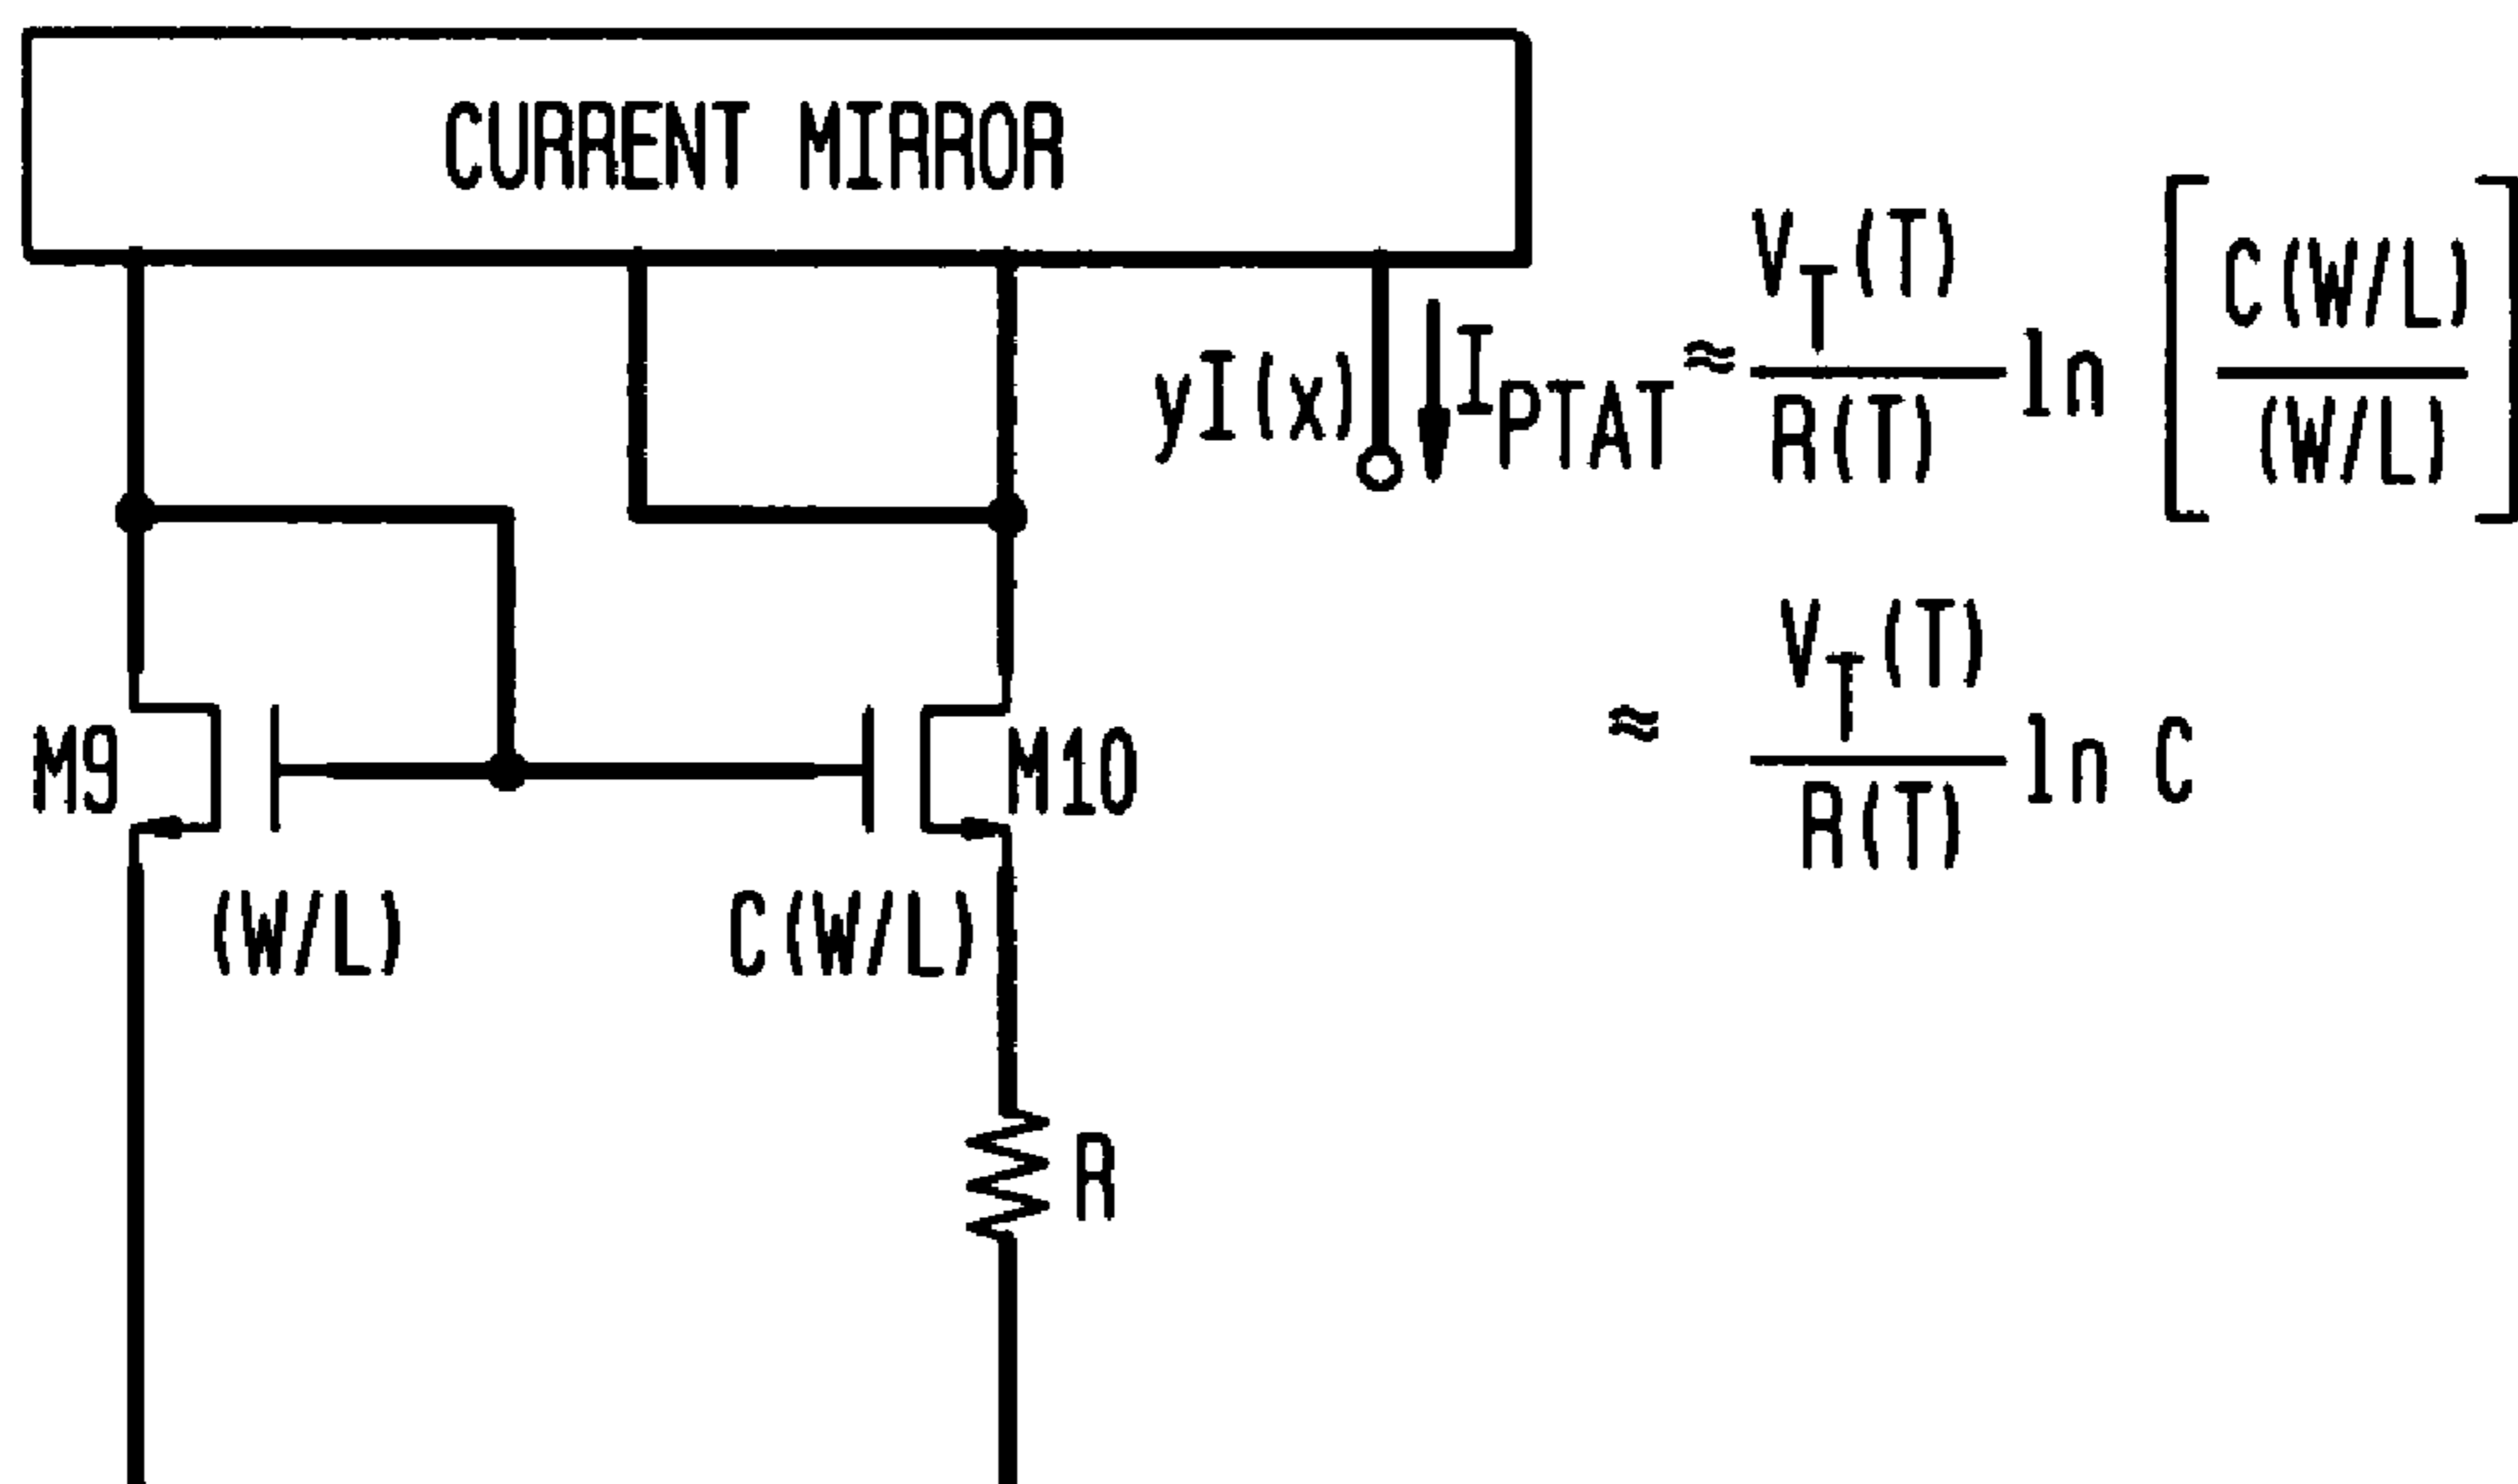 CURRENT MIRROR
yI(x) I_PTAT ≈ V_T(T)/R(T) ln [C(W/L)/(W/L)]
≈ V_T(T)/R(T) ln C
M9 M10
(W/L) C(W/L)
R